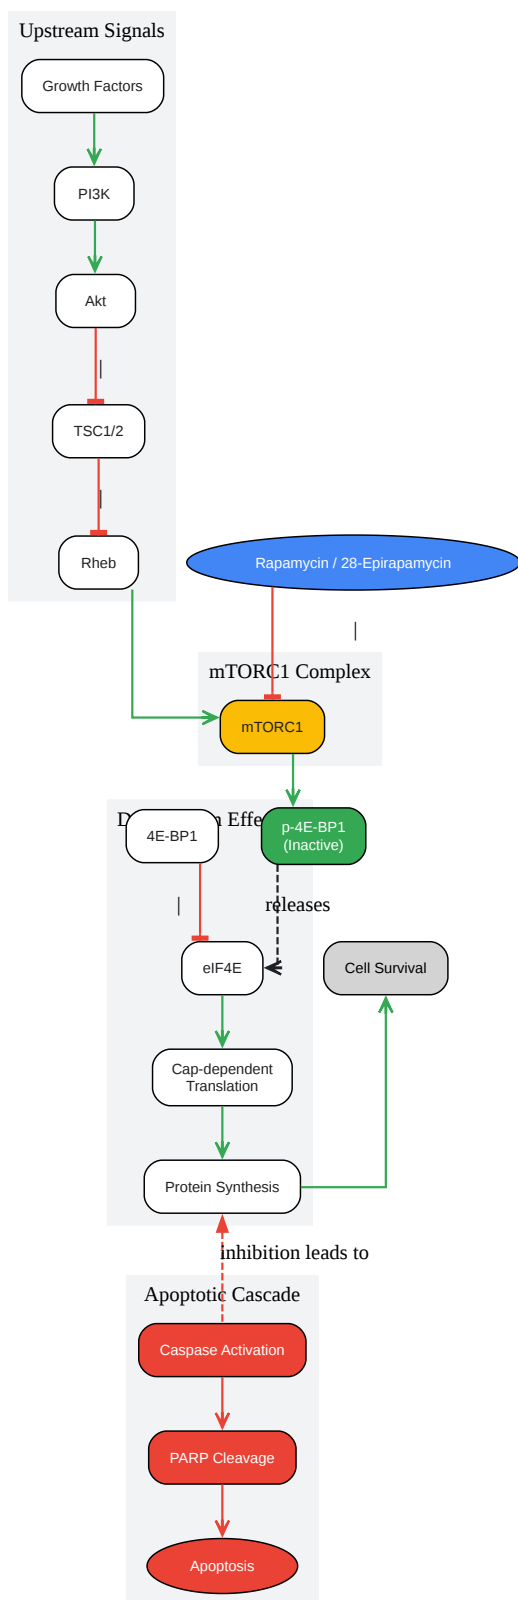 Upstream Signals
Growth Factors
PI3K
Akt
|
TSC1/2
|
Rheb
Rapamycin / 28-Epirapamycin
|
mTORC1 Complex
mTORC1
4E-BP1
p-4E-BP1
(Inactive)
|
releases
eIF4E
Cell Survival
Cap-dependent
Translation
Protein Synthesis
inhibition leads to
Apoptotic Cascade
Caspase Activation
PARP Cleavage
Apoptosis